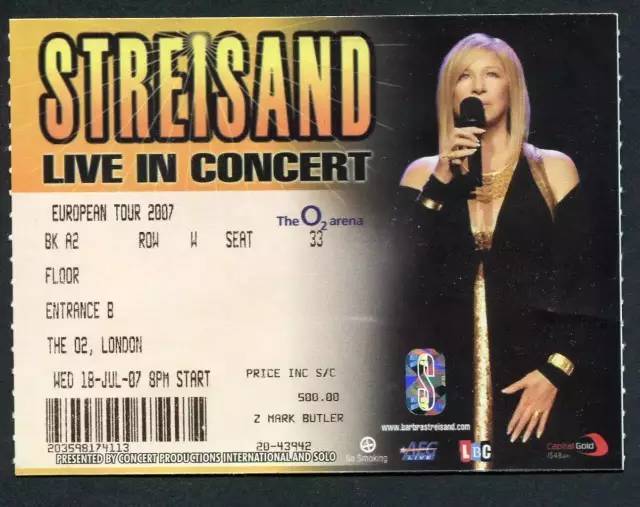 STREISAND
LIVE IN CONCERT
EUROPEAN TOUR 2007
The O2 arena
BK A2 ROW W SEAT 33
FLOOR
ENTRANCE B
THE O2, LONDON
WED 18-JUL-07 8PM START
PRICE INC S/C
500.00
Z MARK BUTLER
203598174113
20-43942
PRESENTED BY CONCERT PRODUCTIONS INTERNATIONAL AND SOLO
S
www.barbrastreisand.com
No Smoking
AEG
LIVE
LBC
Capital Gold
1548am